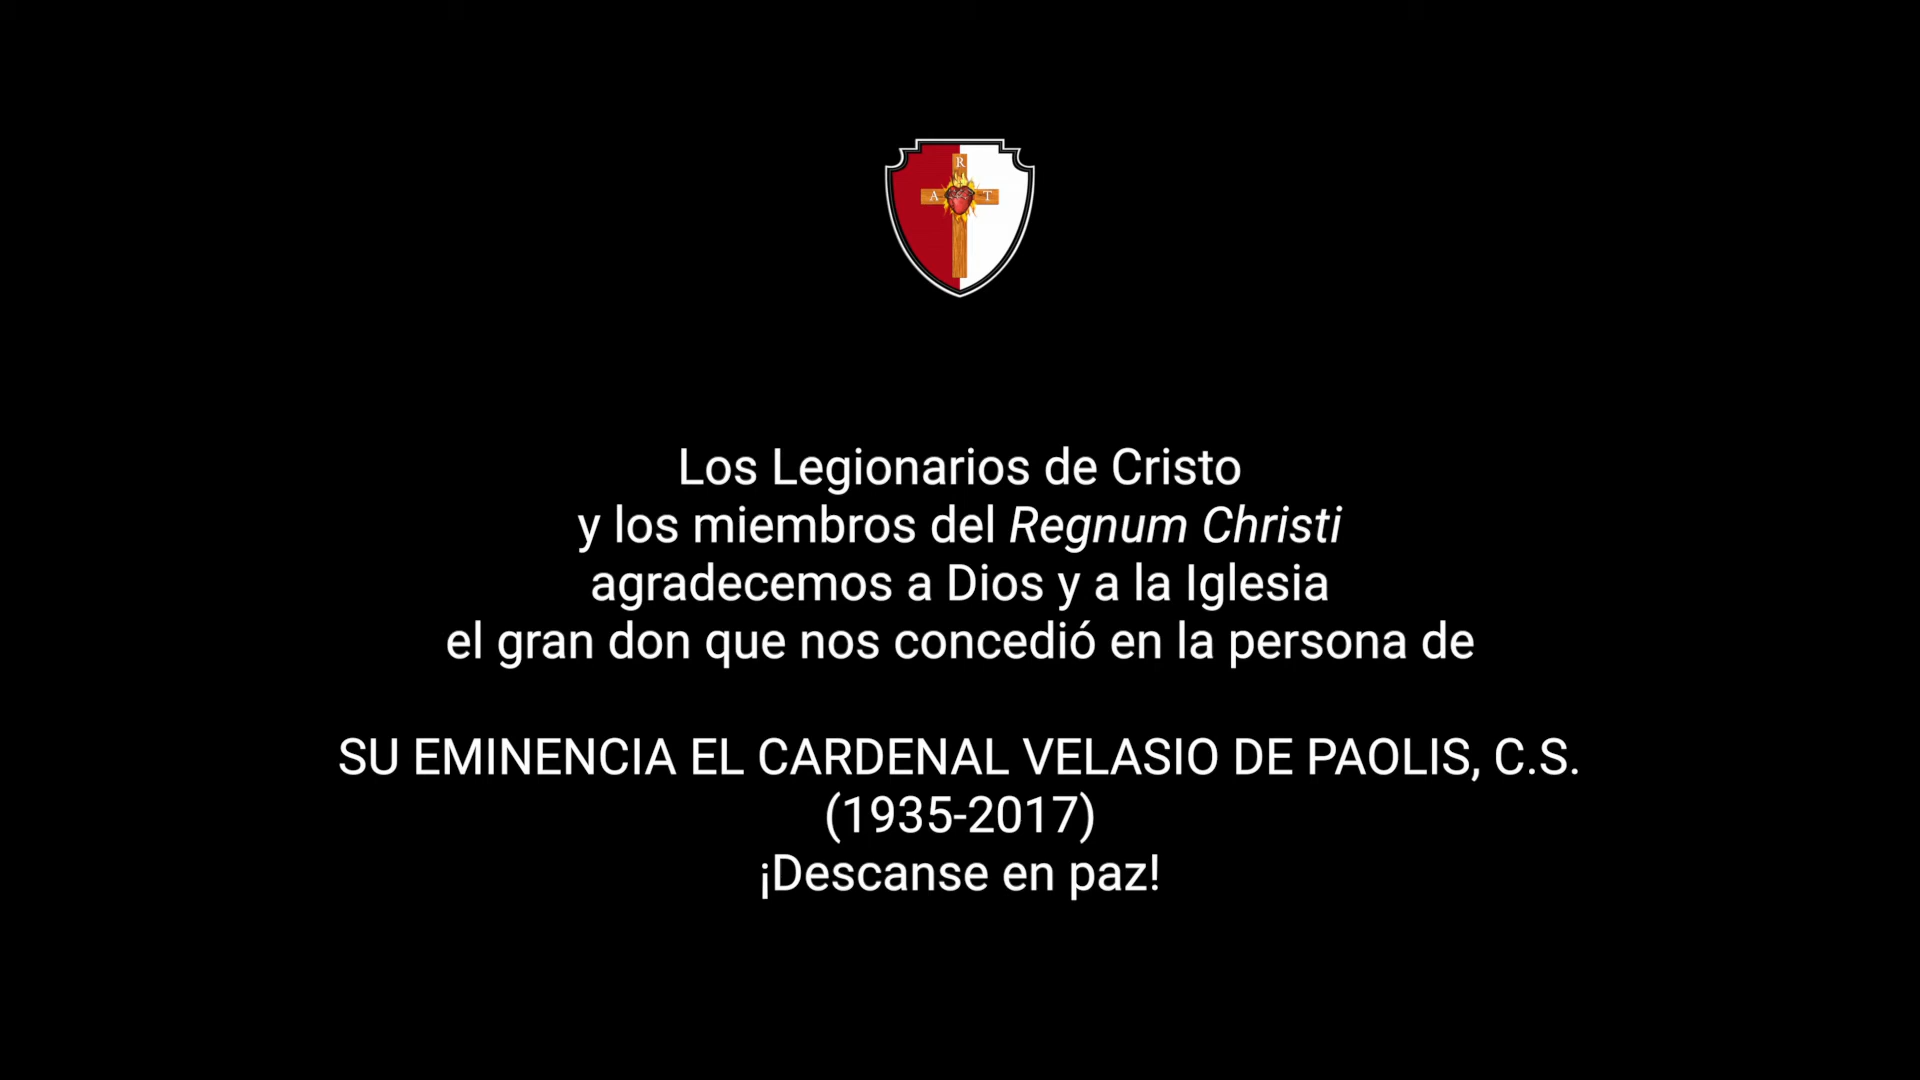 R
A T
Los Legionarios de Cristo
y los miembros del Regnum Christi
agradecemos a Dios y a la Iglesia
el gran don que nos concedió en la persona de
SU EMINENCIA EL CARDENAL VELASIO DE PAOLIS, C.S.
(1935-2017)
¡Descanse en paz!